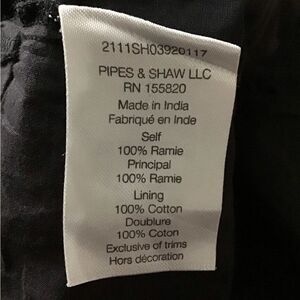 2111SH03920117
PIPES & SHAW LLC
RN 155820
Made in India
Fabriqué en Inde
Self
100% Ramie
Principal
100% Ramie
Lining
100% Cotton
Doublure
100% Coton
Exclusive of trims
Hors décoration